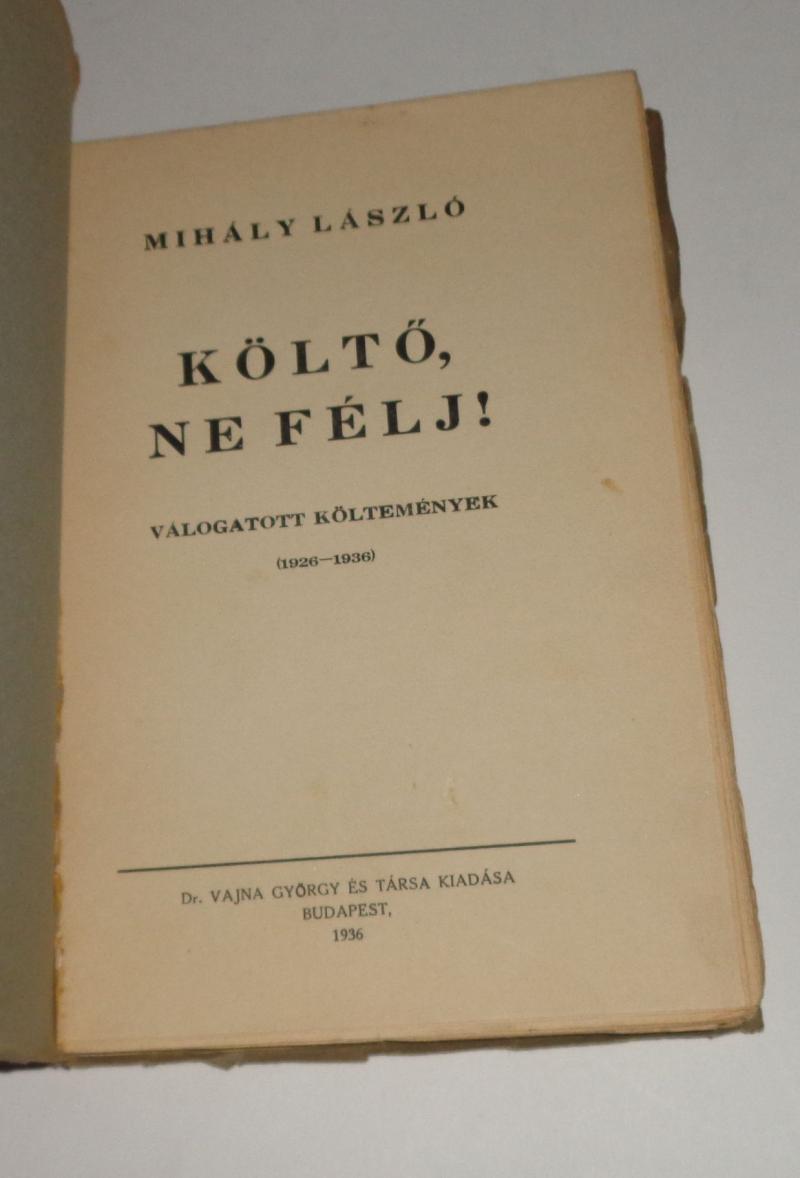 MIHÁLY LÁSZLÓ
KÖLTŐ,
NE FÉLJ!
VÁLOGATOTT KÖLTEMÉNYEK
(1926—1936)
Dr. VAJNA GYÖRGY ÉS TÁRSA KIADÁSA
BUDAPEST,
1936